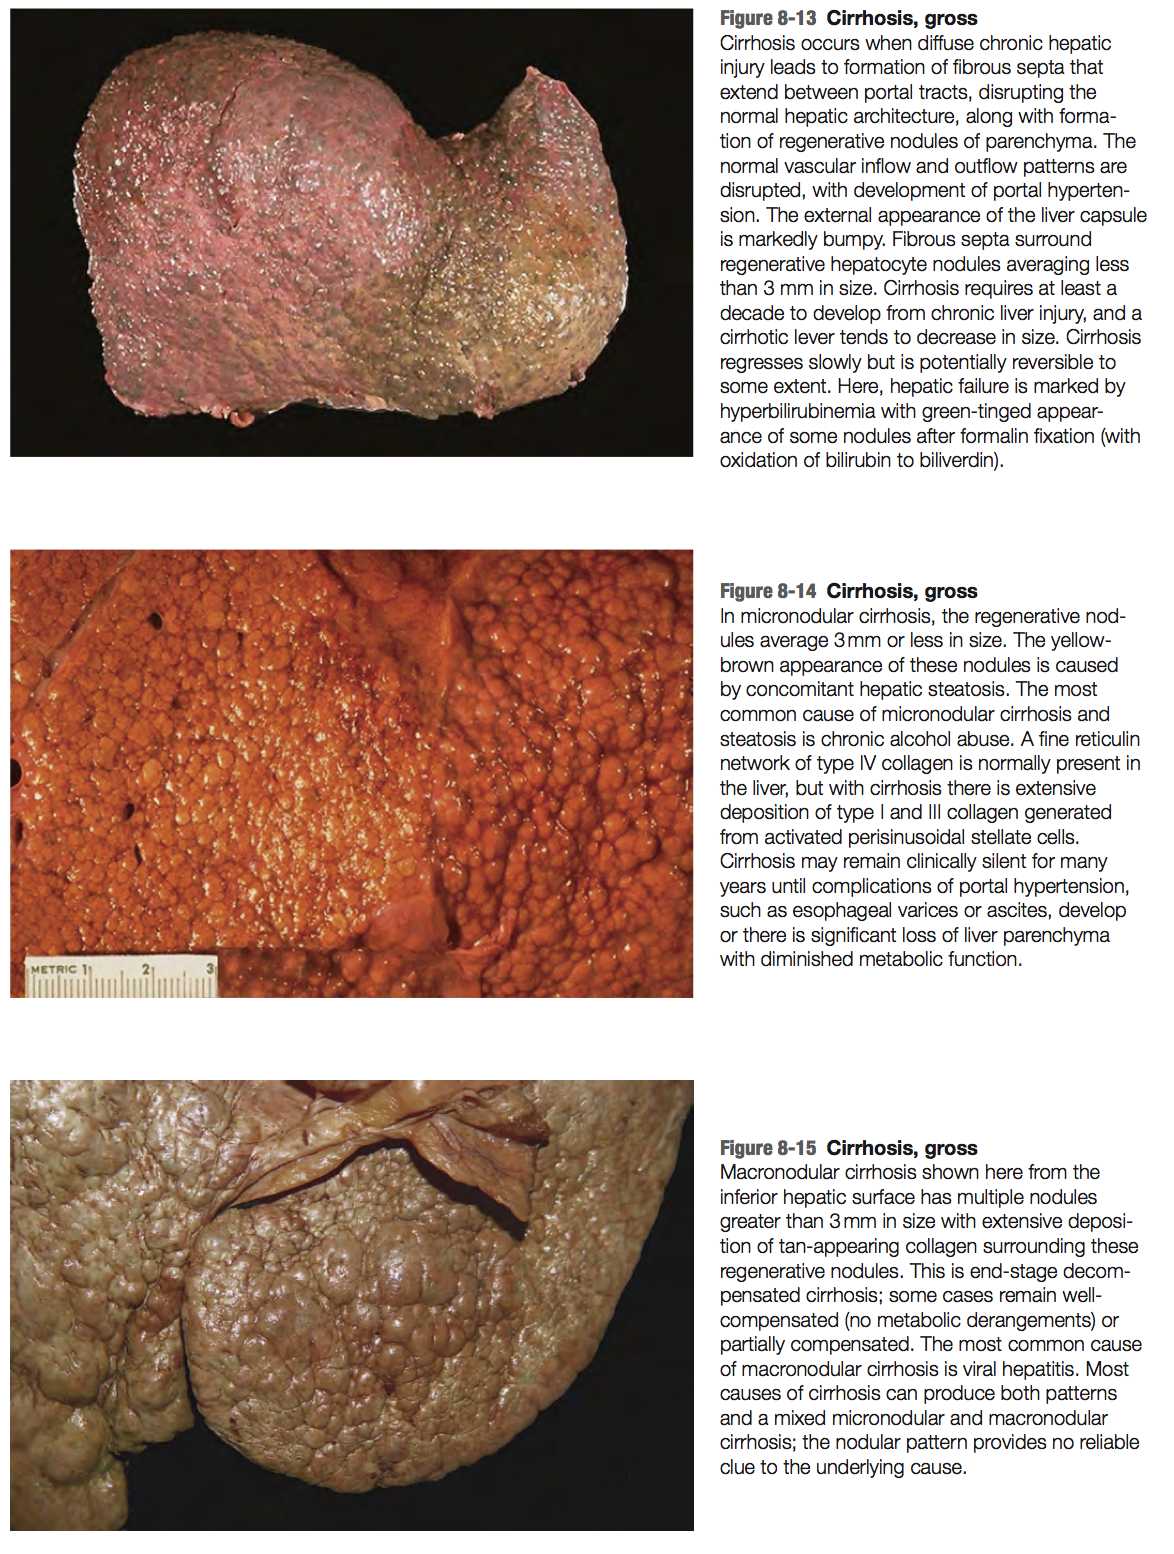 Figure 8-13 Cirrhosis, gross
Cirrhosis occurs when diffuse chronic hepatic
injury leads to formation of fibrous septa that
extend between portal tracts, disrupting the
normal hepatic architecture, along with forma-
tion of regenerative nodules of parenchyma. The
normal vascular inflow and outflow patterns are
disrupted, with development of portal hyperten-
sion. The external appearance of the liver capsule
is markedly bumpy. Fibrous septa surround
regenerative hepatocyte nodules averaging less
than 3 mm in size. Cirrhosis requires at least a
decade to develop from chronic liver injury, and a
cirrhotic lever tends to decrease in size. Cirrhosis
regresses slowly but is potentially reversible to
some extent. Here, hepatic failure is marked by
hyperbilirubinemia with green-tinged appear-
ance of some nodules after formalin fixation (with
oxidation of bilirubin to biliverdin).
Figure 8-14 Cirrhosis, gross
In micronodular cirrhosis, the regenerative nod-
ules average 3 mm or less in size. The yellow-
brown appearance of these nodules is caused
by concomitant hepatic steatosis. The most
common cause of micronodular cirrhosis and
steatosis is chronic alcohol abuse. A fine reticulin
network of type IV collagen is normally present in
the liver, but with cirrhosis there is extensive
deposition of type I and III collagen generated
from activated perisinusoidal stellate cells.
Cirrhosis may remain clinically silent for many
years until complications of portal hypertension,
such as esophageal varices or ascites, develop
or there is significant loss of liver parenchyma
with diminished metabolic function.
METRIC 1 2 3
Figure 8-15 Cirrhosis, gross
Macronodular cirrhosis shown here from the
inferior hepatic surface has multiple nodules
greater than 3 mm in size with extensive deposi-
tion of tan-appearing collagen surrounding these
regenerative nodules. This is end-stage decom-
pensated cirrhosis; some cases remain well-
compensated (no metabolic derangements) or
partially compensated. The most common cause
of macronodular cirrhosis is viral hepatitis. Most
causes of cirrhosis can produce both patterns
and a mixed micronodular and macronodular
cirrhosis; the nodular pattern provides no reliable
clue to the underlying cause.